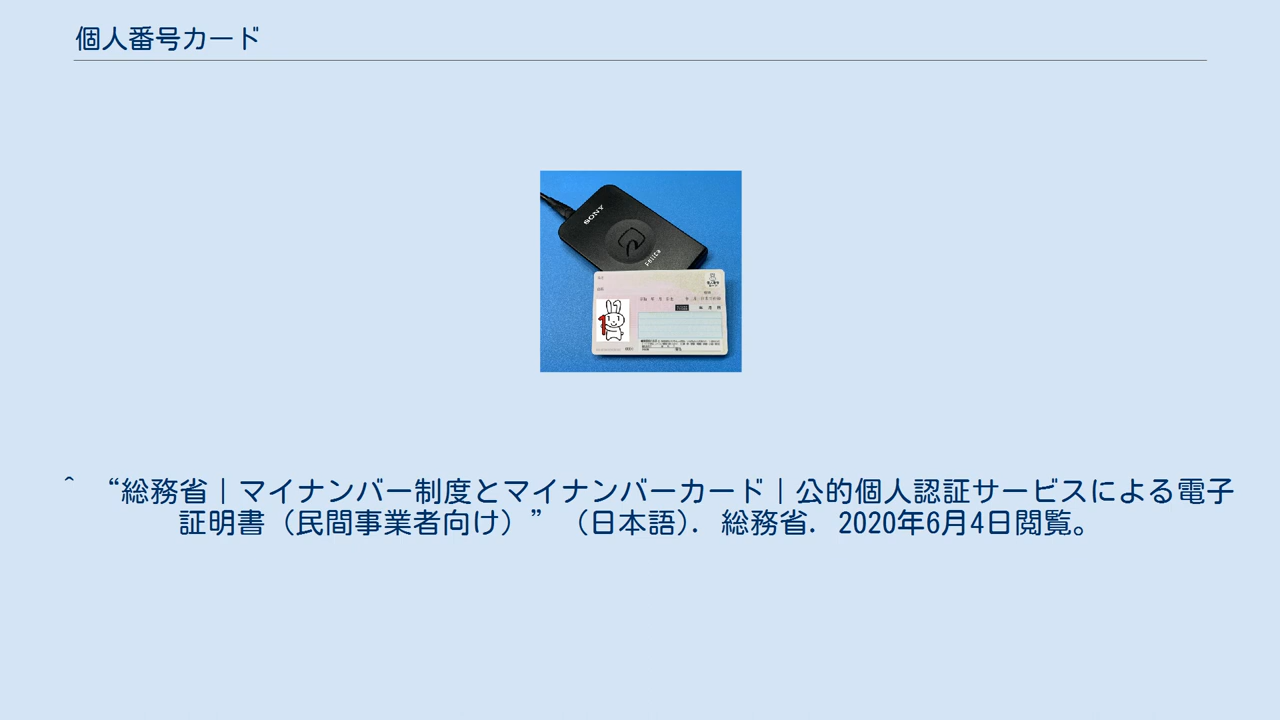 個人番号カード
SONY
FeliCa
^ “総務省｜マイナンバー制度とマイナンバーカード｜公的個人認証サービスによる電子
証明書（民間事業者向け）” （日本語）. 総務省. 2020年6月4日閲覧。